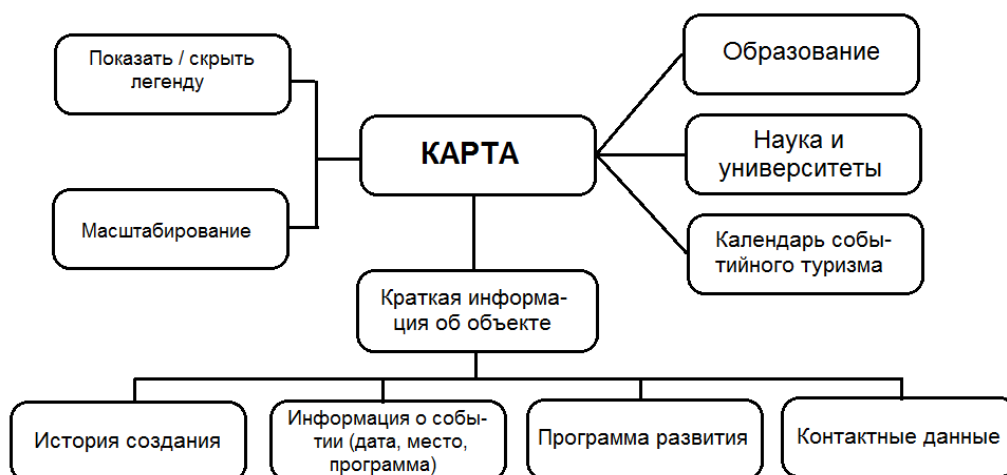 Показать / скрыть
легенду
Образование
КАРТА
Наука и
университеты
Масштабирование
Календарь собы-
тийного туризма
Краткая информа-
ция об объекте
История создания
Информация о собы-
тии (дата, место,
программа)
Программа развития
Контактные данные